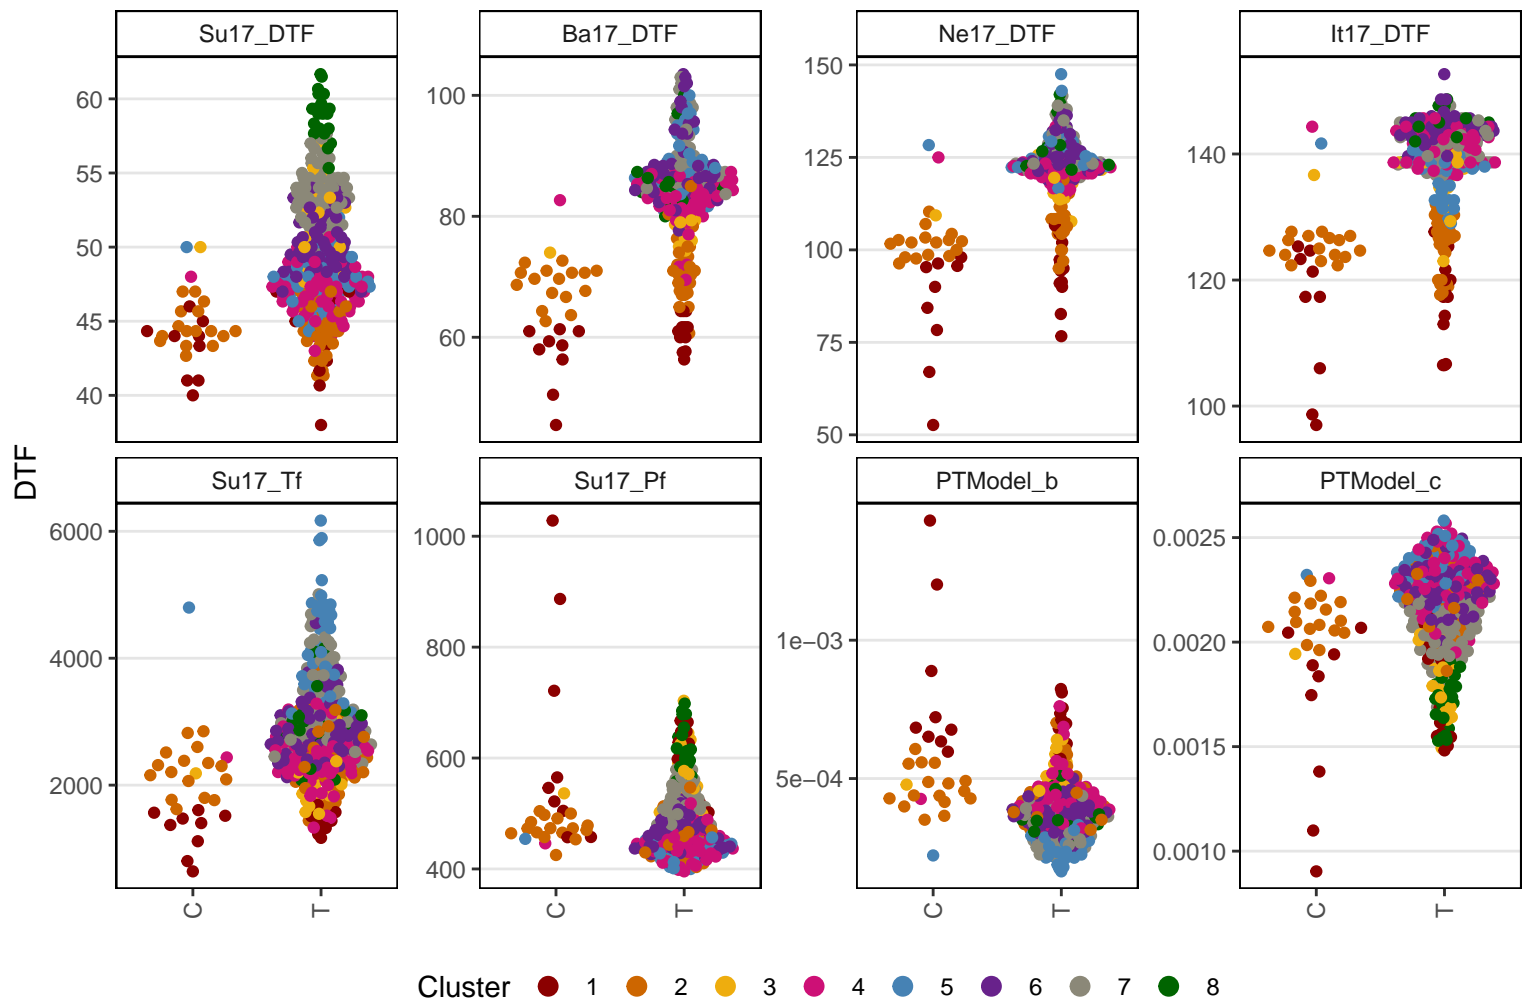 Su17_DTF
Ba17_DTF
Ne17_DTF
It17_DTF
60
55
50
45
40
100
80
60
150
125
100
75
50
140
120
100
DTF
Su17_Tf
Su17_Pf
PTModel_b
PTModel_c
6000
4000
2000
1000
800
600
400
1e−03
5e−04
0.0025
0.0020
0.0015
0.0010
C T
C T
C T
C T
Cluster 1 2 3 4 5 6 7 8